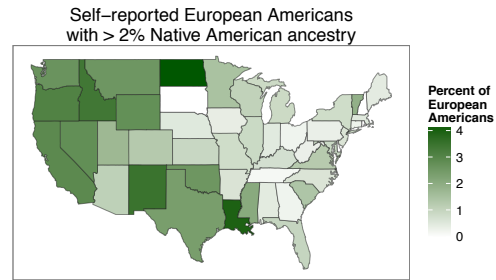 Self−reported European Americans
with > 2% Native American ancestry
Percent of
European
Americans
4
3
2
1
0